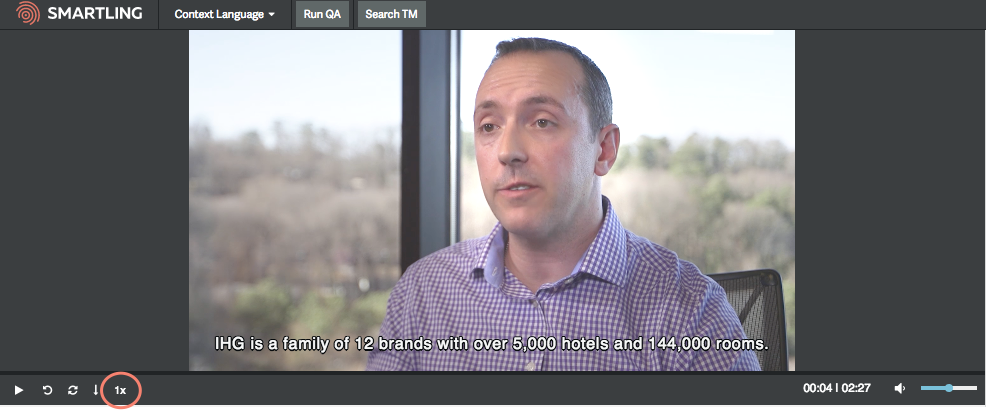 SMARTLING
Context Language
Run QA
Search TM
IHG is a family of 12 brands with over 5,000 hotels and 144,000 rooms.
1x
00:04 | 02:27